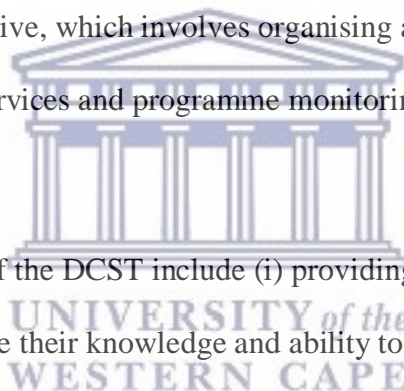 ive, which involves organising a
rvices and programme monitorin
f the DCST include (i) providing
UNIVERSITY of the
e their knowledge and ability to
WESTERN CAPE